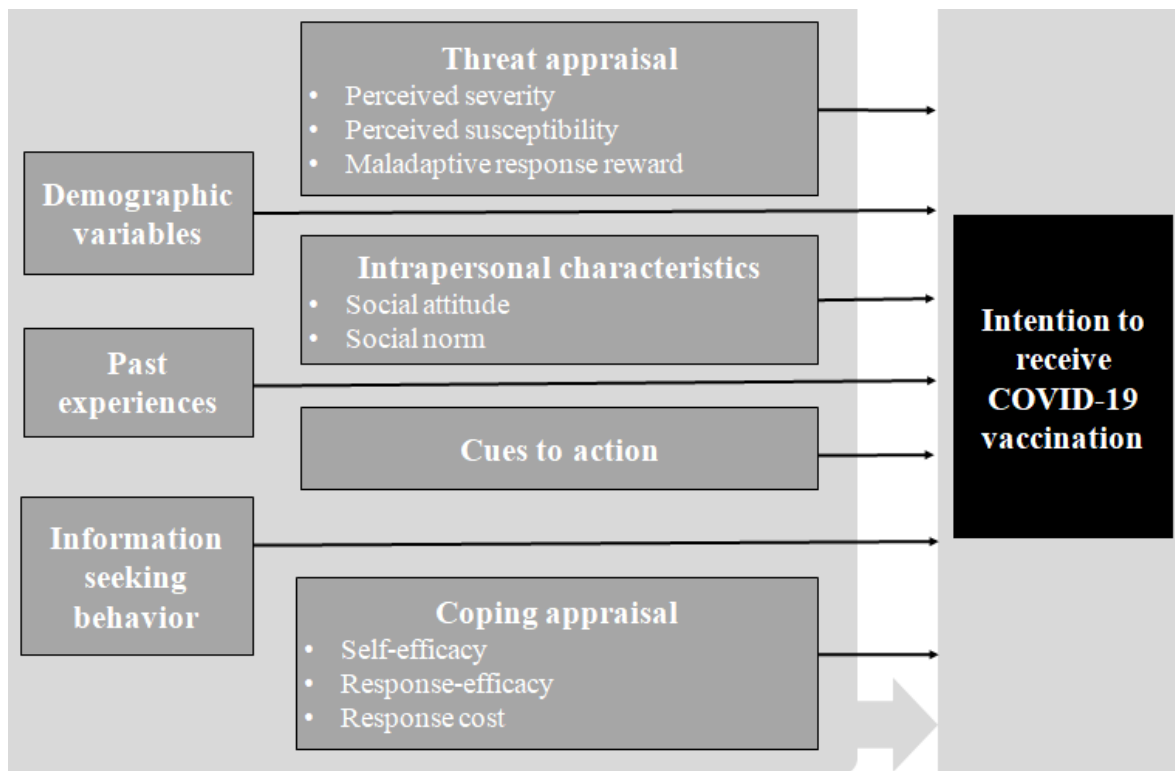 Threat appraisal
• Perceived severity
• Perceived susceptibility
• Maladaptive response reward
Demographic
variables
Intrapersonal characteristics
• Social attitude
• Social norm
Past
experiences
Cues to action
Information
seeking
behavior
Coping appraisal
• Self-efficacy
• Response-efficacy
• Response cost
Intention to
receive
COVID-19
vaccination